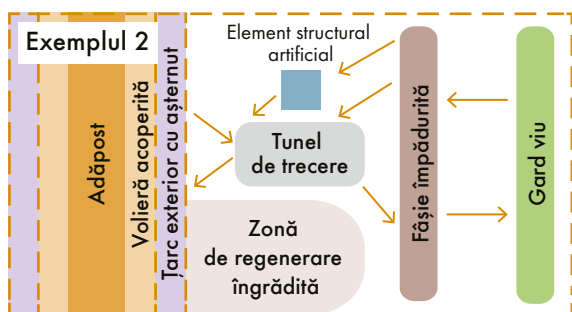 Exemplul 2
Adăpost
Volieră acoperită
Țarc exterior cu așternut
Element structural
artificial
Tunel
de trecere
Zonă
de regenerare
îngrădită
Fâșie împădurită
Gard viu